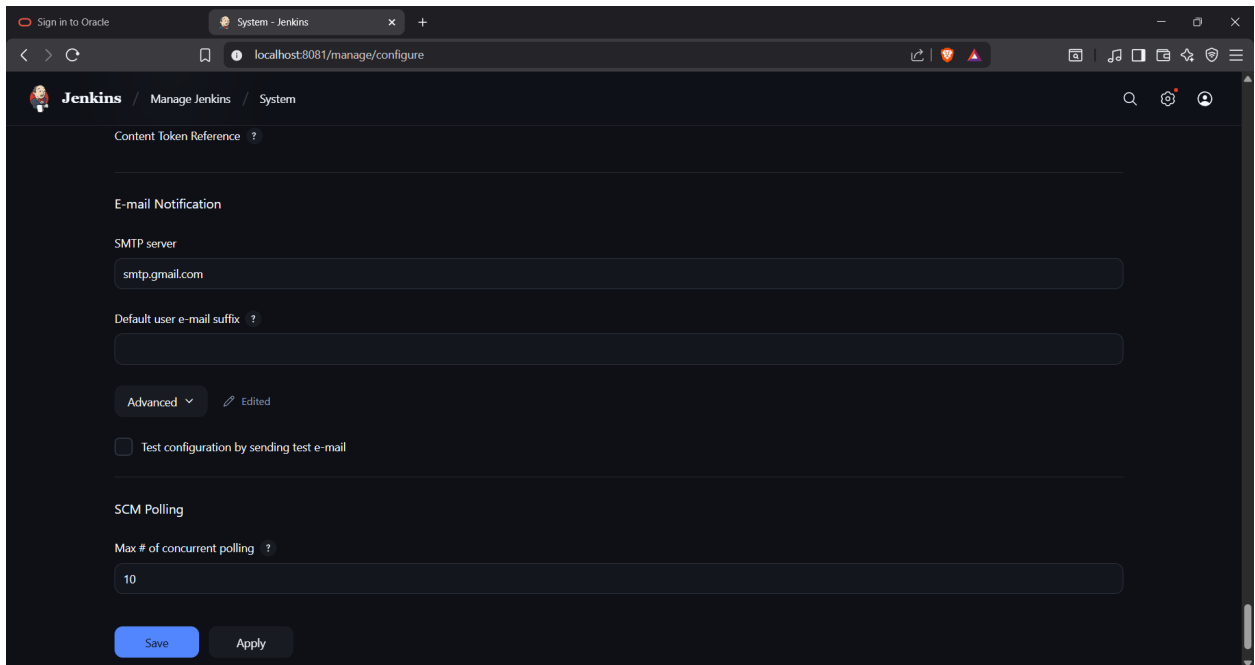 Sign in to Oracle
System - Jenkins
localhost:8081/manage/configure
Jenkins / Manage Jenkins / System
Content Token Reference ?
E-mail Notification
SMTP server
smtp.gmail.com
Default user e-mail suffix ?
Advanced Edited
Test configuration by sending test e-mail
SCM Polling
Max # of concurrent polling ?
10
Save Apply